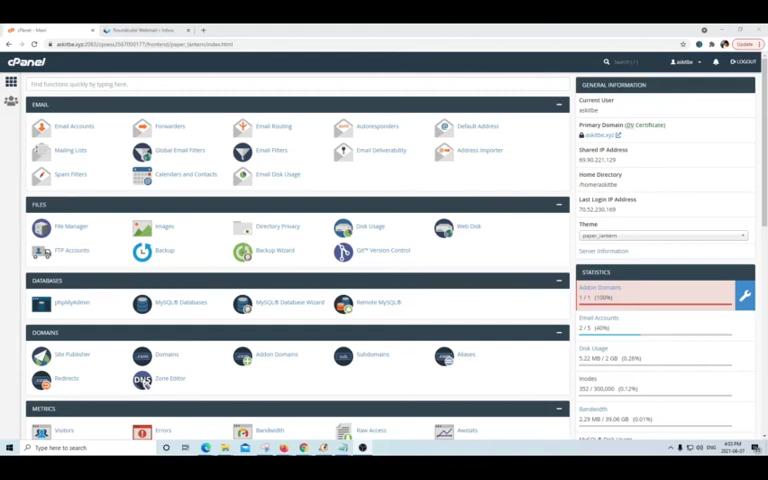 cPanel - Main
Roundcube Webmail :: Inbox
askitbe.xyz:2083/cpsess2567000177/frontend/paper_lantern/index.html
Update
cPanel
Search ( / )
askitbe
LOGOUT
Find functions quickly by typing here.
EMAIL
Email Accounts
Forwarders
Email Routing
Autoresponders
Default Address
Mailing Lists
Global Email Filters
Email Filters
Email Deliverability
Address Importer
Spam Filters
Calendars and Contacts
Email Disk Usage
FILES
File Manager
Images
Directory Privacy
Disk Usage
Web Disk
FTP Accounts
Backup
Backup Wizard
Git™ Version Control
DATABASES
phpMyAdmin
MySQL® Databases
MySQL® Database Wizard
Remote MySQL®
DOMAINS
Site Publisher
Domains
Addon Domains
Subdomains
Aliases
Redirects
Zone Editor
METRICS
Visitors
Errors
Bandwidth
Raw Access
Awstats
GENERAL INFORMATION
Current User
askitbe
Primary Domain (DV Certificate)
askitbe.xyz
Shared IP Address
69.90.221.129
Home Directory
/home/askitbe
Last Login IP Address
70.52.230.169
Theme
paper_lantern
Server Information
STATISTICS
Addon Domains
1 / 1 (100%)
Email Accounts
2 / 5 (40%)
Disk Usage
5.22 MB / 2 GB (0.26%)
Inodes
352 / 300,000 (0.12%)
Bandwidth
2.29 MB / 39.06 GB (0.01%)
Type here to search
ENG
4:03 PM
2021-06-07